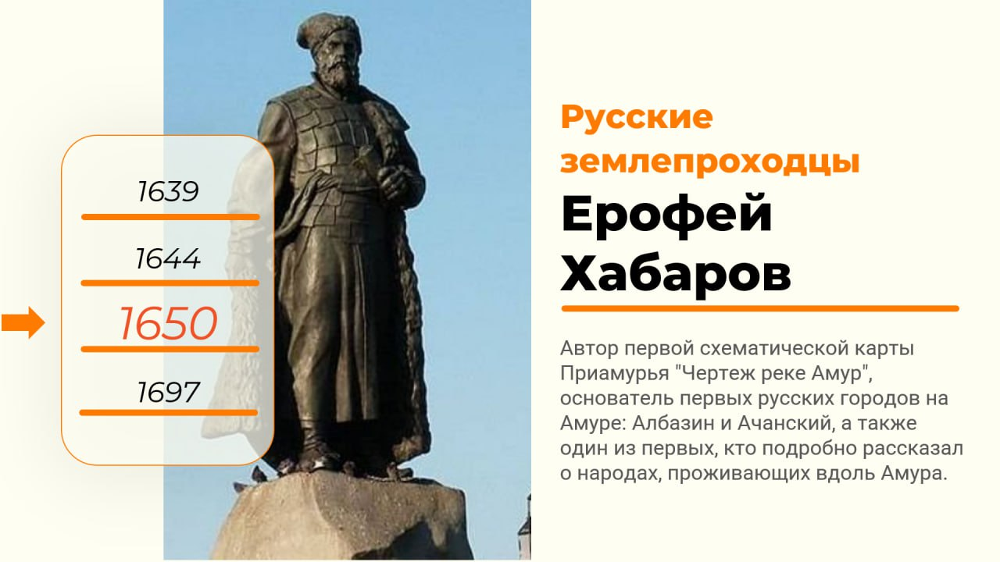 1639
1644
1650
1697
Русские
землепроходцы
Ерофей
Хабаров
Автор первой схематической карты
Приамурья "Чертеж реке Амур",
основатель первых русских городов на
Амуре: Албазин и Ачанский, а также
один из первых, кто подробно рассказал
о народах, проживающих вдоль Амура.